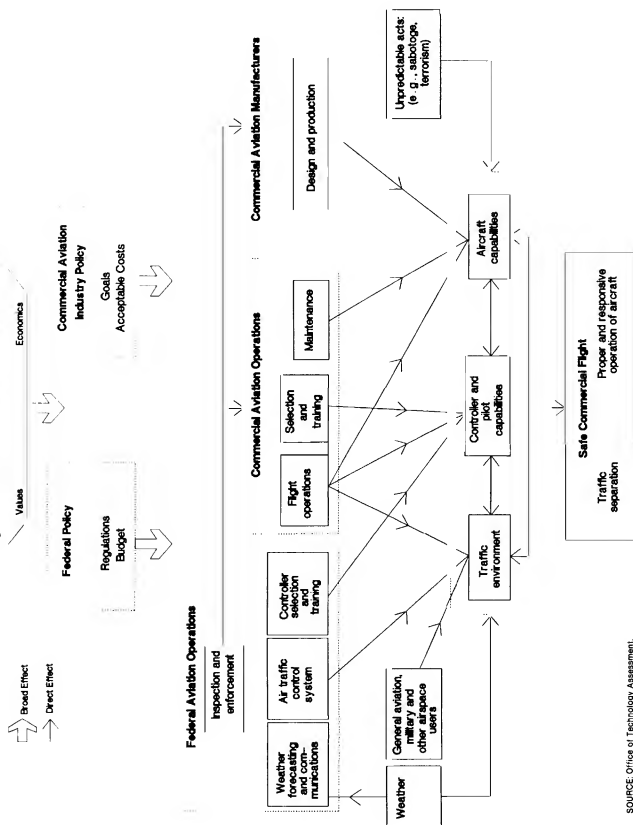 Broad Effect
Direct Effect
Values
Economics
Federal Policy
Regulations
Budget
Commercial Aviation
Industry Policy
Goals
Acceptable Costs
Federal Aviation Operations
Inspection and
enforcement
Weather
forecasting
and com-
munications
Air traffic
control
system
Controller
selection
and
training
Commercial Aviation Operations
Flight
operations
Selection
and
training
Maintenance
Commercial Aviation Manufacturers
Design and production
Weather
General aviation,
military and
other airspace
users
Traffic
environment
Controller and
pilot
capabilities
Aircraft
capabilities
Unpredictable acts:
(e.g., sabotoge,
terrorism)
Safe Commercial Flight
Traffic
separation
Proper and responsive
operation of aircraft
SOURCE: Office of Technology Assessment.